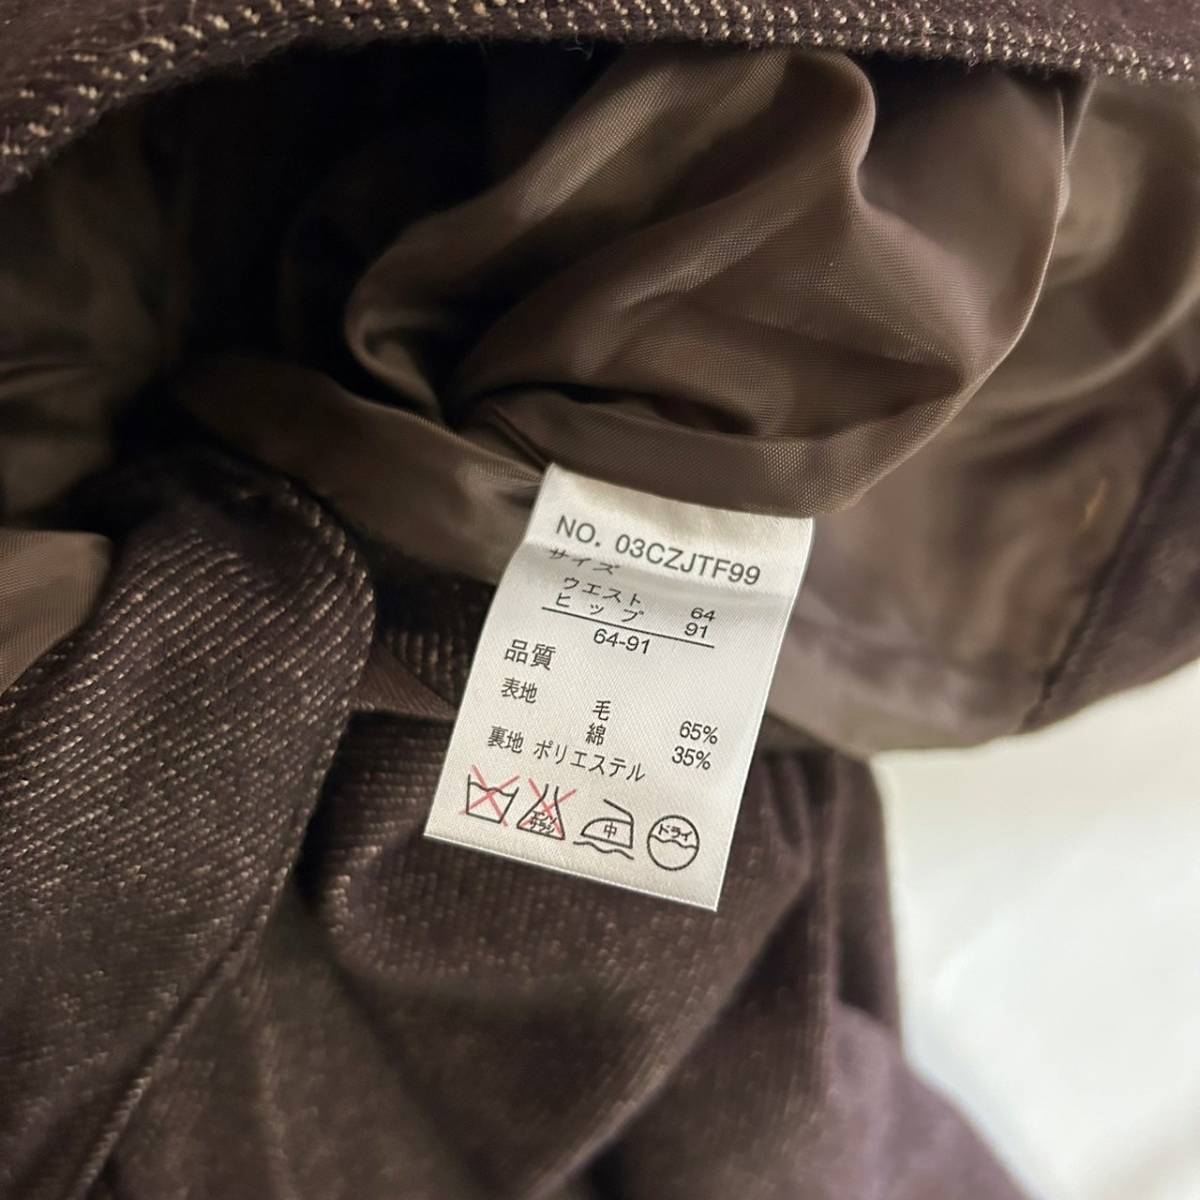 NO. 03CZJTF99
サイズ
ウエスト 64
ヒップ 91
64-91
品質
表地 毛 65%
綿 35%
裏地 ポリエステル
エンソ サラシ 中 ドライ